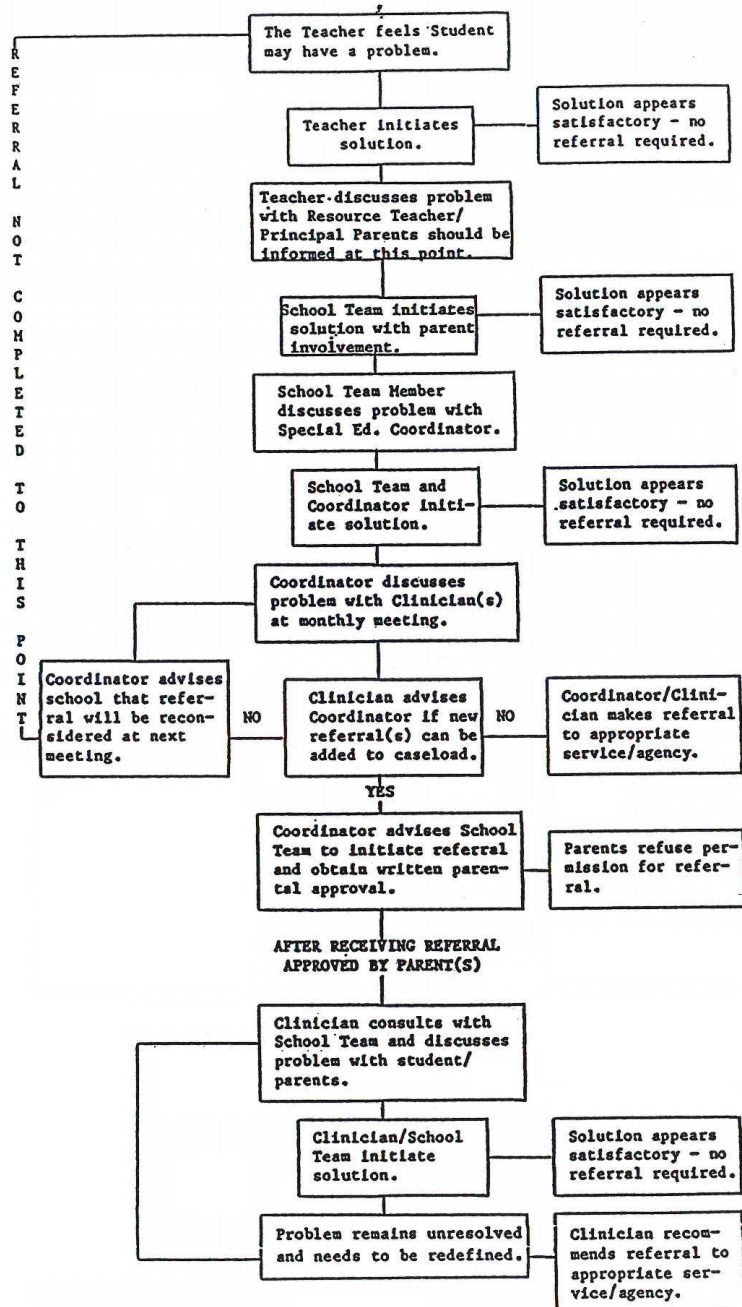 The Teacher feels Student
may have a problem.
REFERRAL NOT COMPLETED TO THIS POINT
Teacher initiates
solution.
Solution appears
satisfactory - no
referral required.
Teacher discusses problem
with Resource Teacher/
Principal Parents should be
informed at this point.
School Team initiates
solution with parent
involvement.
Solution appears
satisfactory - no
referral required.
School Team Member
discusses problem with
Special Ed. Coordinator.
School Team and
Coordinator initi-
ate solution.
Solution appears
satisfactory - no
referral required.
Coordinator discusses
problem with Clinician(s)
at monthly meeting.
Coordinator advises
school that refer-
ral will be recon-
sidered at next
meeting.
NO
Clinician advises
Coordinator if new
referral(s) can be
added to caseload.
NO
Coordinator/Clini-
cian makes referral
to appropriate
service/agency.
YES
Coordinator advises School
Team to initiate referral
and obtain written paren-
tal approval.
Parents refuse per-
mission for refer-
ral.
AFTER RECEIVING REFERRAL
APPROVED BY PARENT(S)
Clinician consults with
School Team and discusses
problem with student/
parents.
Clinician/School
Team initiate
solution.
Solution appears
satisfactory - no
referral required.
Problem remains unresolved
and needs to be redefined.
Clinician recom-
mends referral to
appropriate ser-
vice/agency.